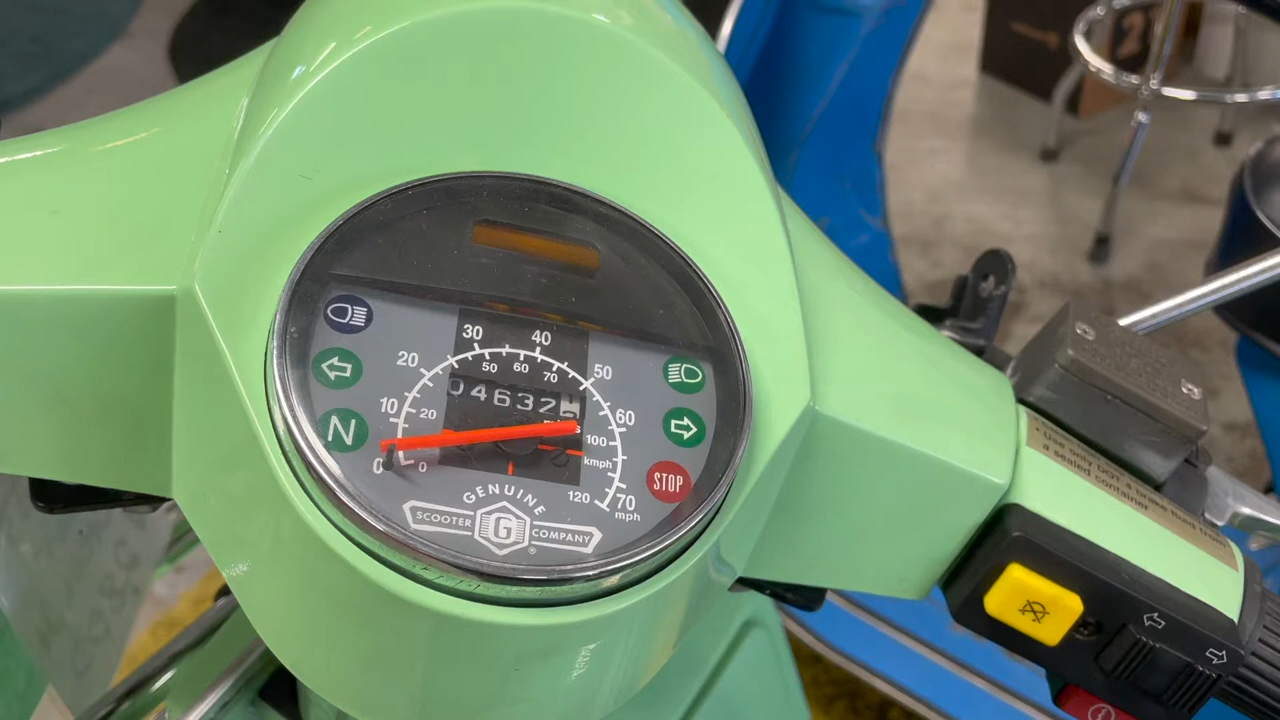 30
40
20
50
50
60
70
10
20
04632
60
100
N
0
0
kmph
STOP
120
70
mph
GENUINE
SCOOTER
G
COMPANY
®
• Use only DOT 4 brake fluid from
a sealed container